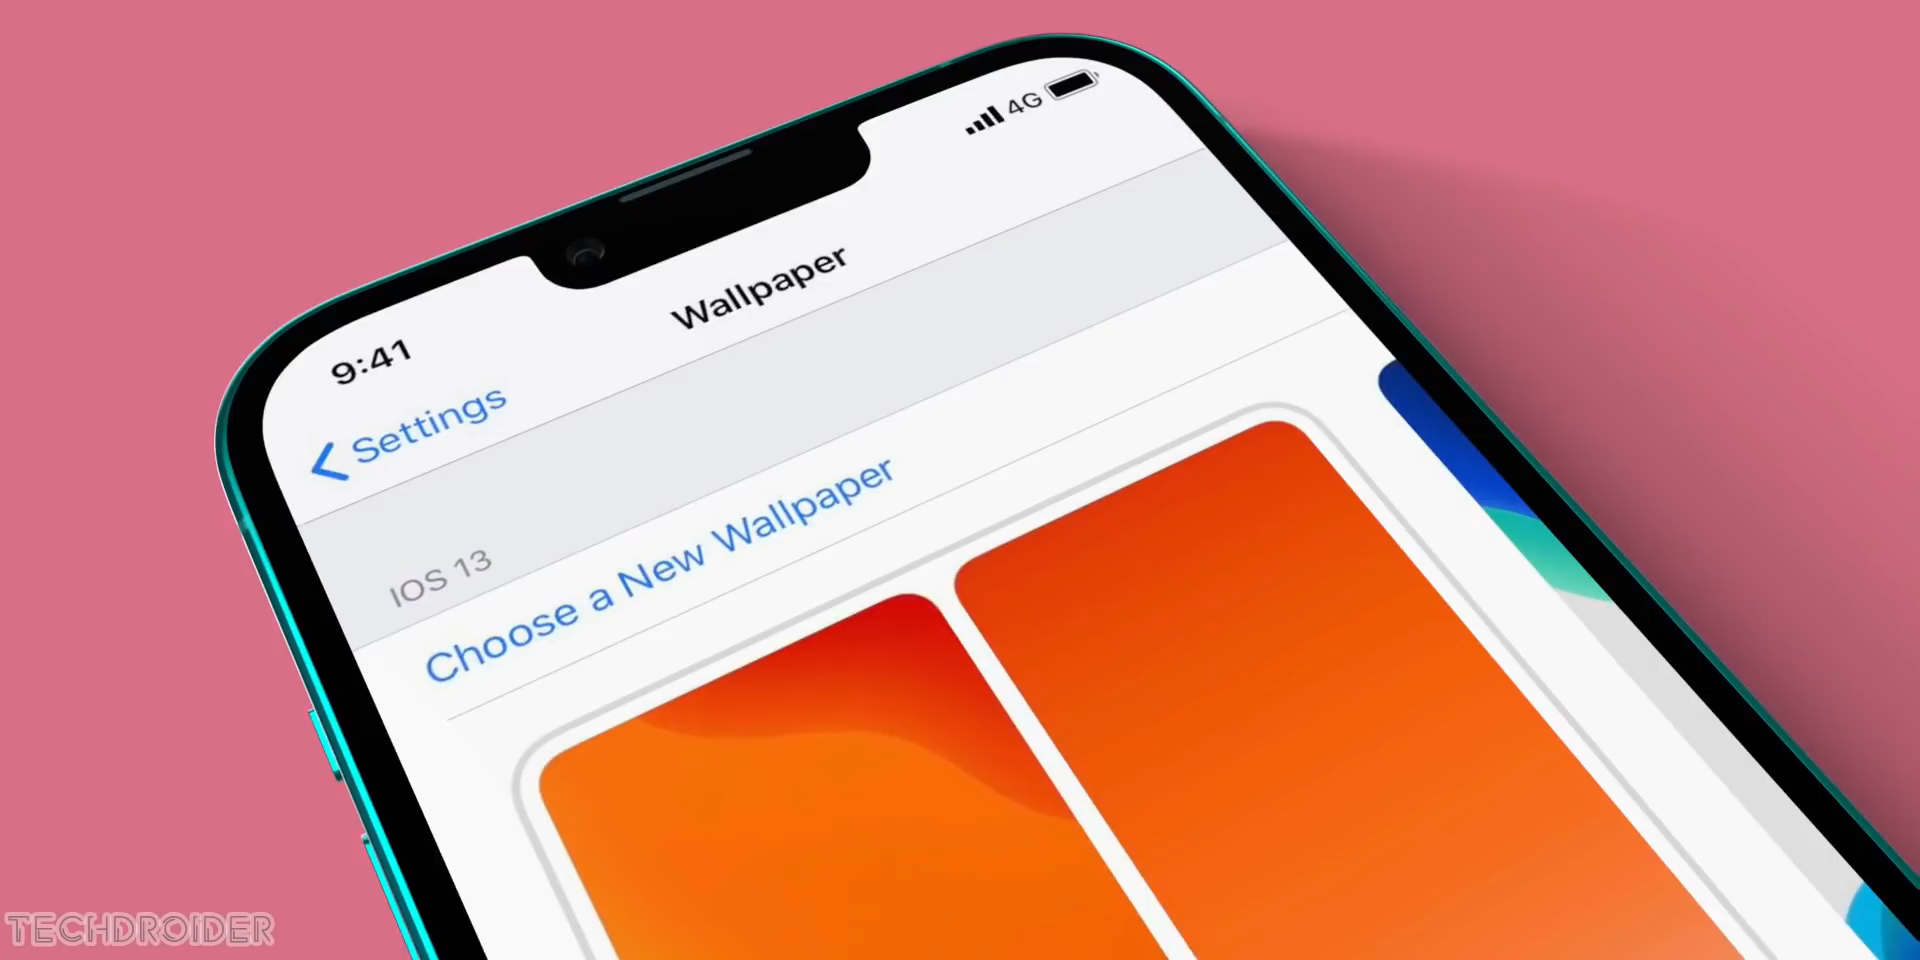 4G
9:41
Wallpaper
Settings
IOS 13
Choose a New Wallpaper
TECHDROIDER